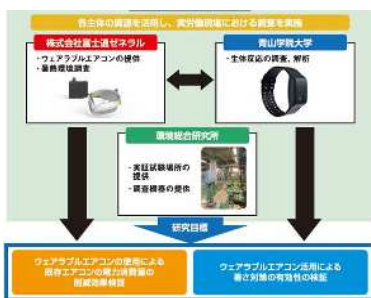 各主体の資源を活用し、実労働現場における調査を実施
株式会社富士通ゼネラル
・ウェアラブルエアコンの提供
・暑熱環境調査
青山学院大学
・生体反応の調査、解析
環境総合研究所
・実証試験場所の
提供
・調査機器の提供
研究目標
ウェアラブルエアコンの使用による
既存エアコンの電力消費量の
削減効果検証
ウェアラブルエアコン活用による
暑さ対策の有効性の検証